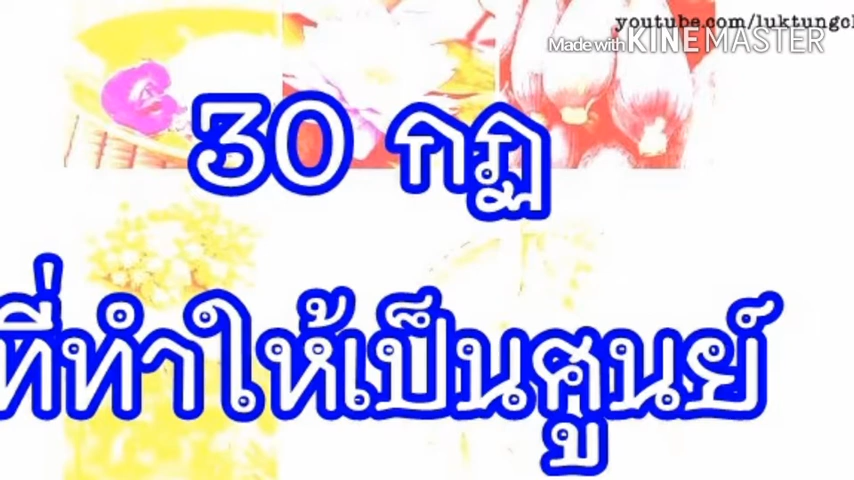 youtube.com/luktungc
Made with KINEMASTER
30 กฎ
ที่ทำให้เป็นศูนย์